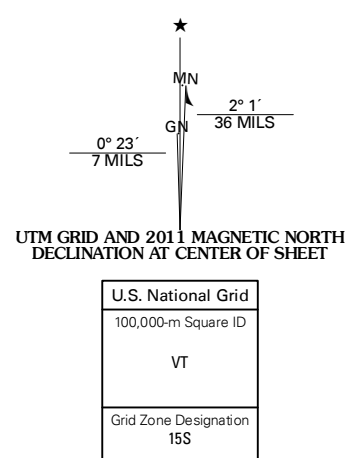 ★
MN
GN
0° 23´
7 MILS
2° 1´
36 MILS
UTM GRID AND 2011 MAGNETIC NORTH
DECLINATION AT CENTER OF SHEET
U.S. National Grid
100,000-m Square ID
VT
Grid Zone Designation
15S